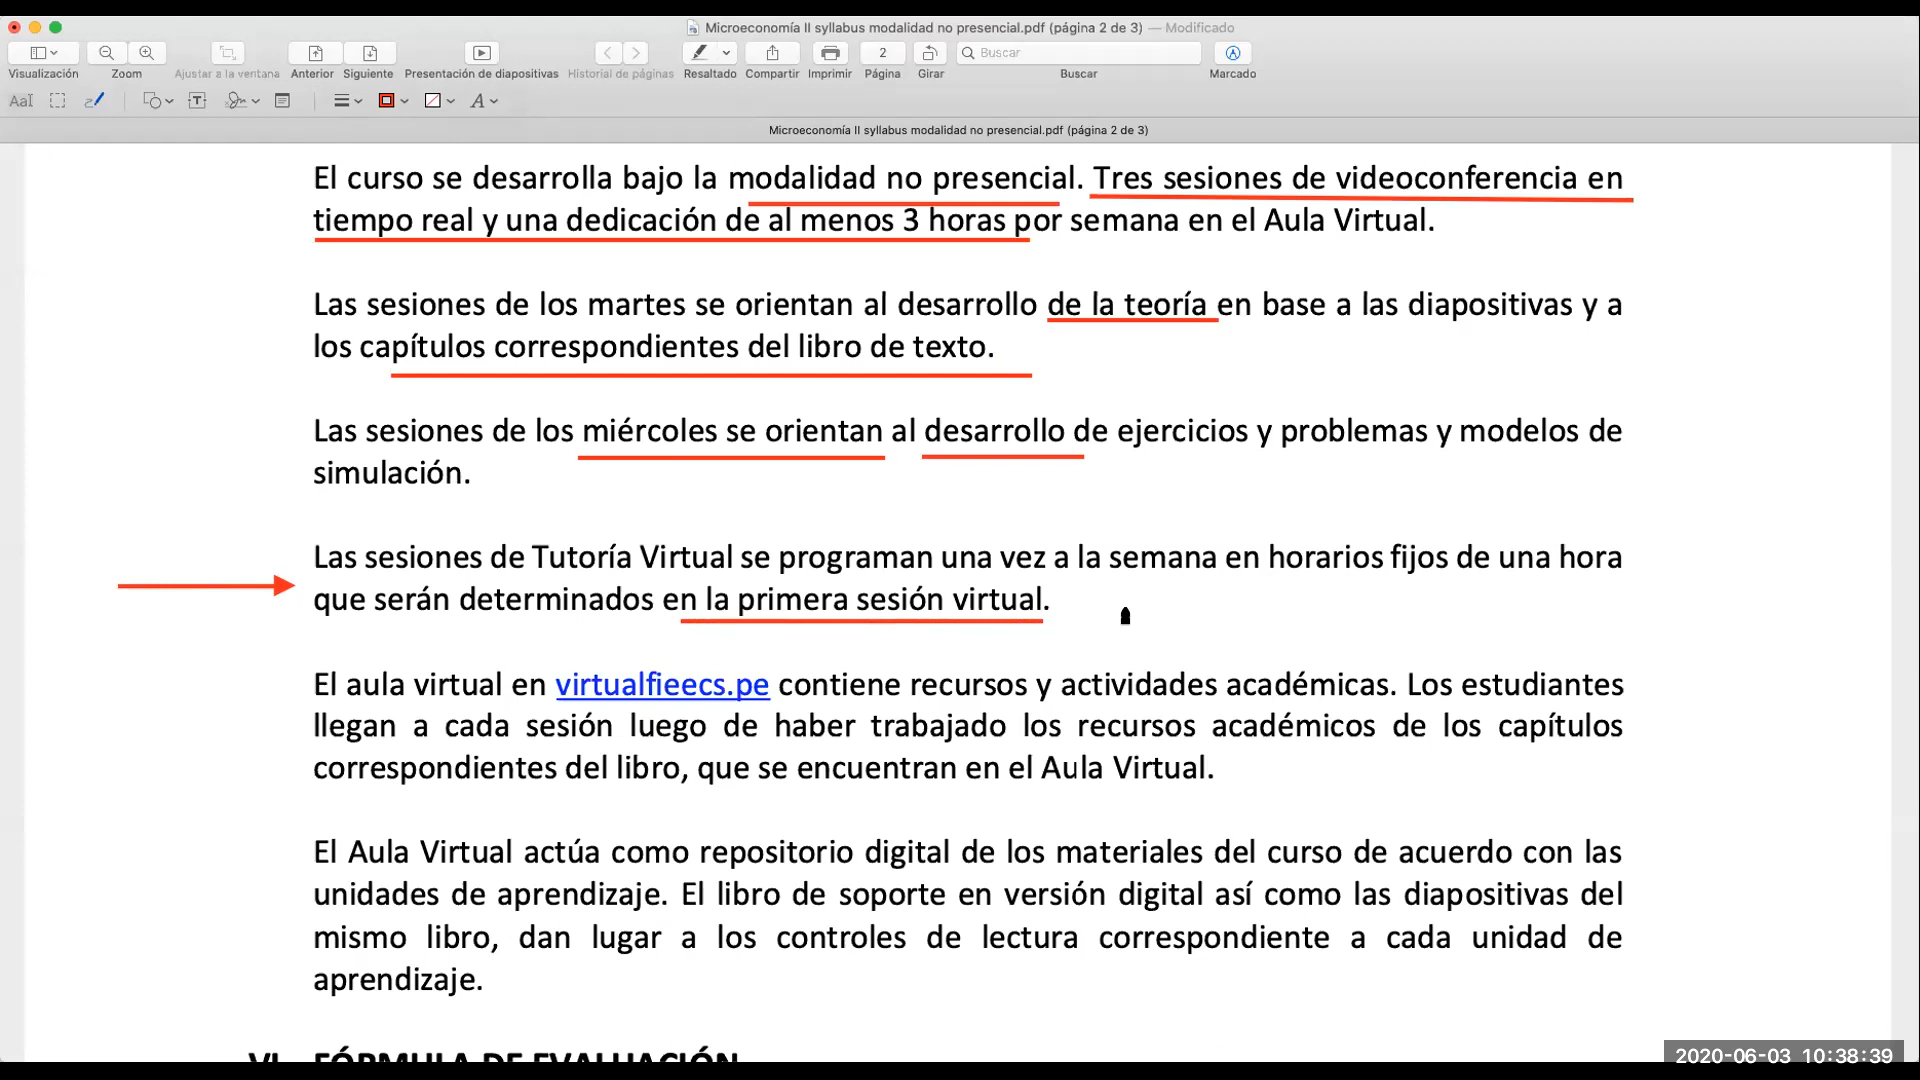 Microeconomía II syllabus modalidad no presencial.pdf (página 2 de 3) — Modificado
2
Buscar
Visualización
Zoom
Ajustar a la ventana
Anterior
Siguiente
Presentación de diapositivas
Historial de páginas
Resaltado
Compartir
Imprimir
Página
Girar
Buscar
Marcado
Microeconomía II syllabus modalidad no presencial.pdf (página 2 de 3)
El curso se desarrolla bajo la modalidad no presencial. Tres sesiones de videoconferencia en
tiempo real y una dedicación de al menos 3 horas por semana en el Aula Virtual.
Las sesiones de los martes se orientan al desarrollo de la teoría en base a las diapositivas y a
los capítulos correspondientes del libro de texto.
Las sesiones de los miércoles se orientan al desarrollo de ejercicios y problemas y modelos de
simulación.
Las sesiones de Tutoría Virtual se programan una vez a la semana en horarios fijos de una hora
que serán determinados en la primera sesión virtual.
El aula virtual en virtualfieecs.pe contiene recursos y actividades académicas. Los estudiantes
llegan a cada sesión luego de haber trabajado los recursos académicos de los capítulos
correspondientes del libro, que se encuentran en el Aula Virtual.
El Aula Virtual actúa como repositorio digital de los materiales del curso de acuerdo con las
unidades de aprendizaje. El libro de soporte en versión digital así como las diapositivas del
mismo libro, dan lugar a los controles de lectura correspondiente a cada unidad de
aprendizaje.
VI. FÓRMULA DE EVALUACIÓN
2020-06-03 10:38:39